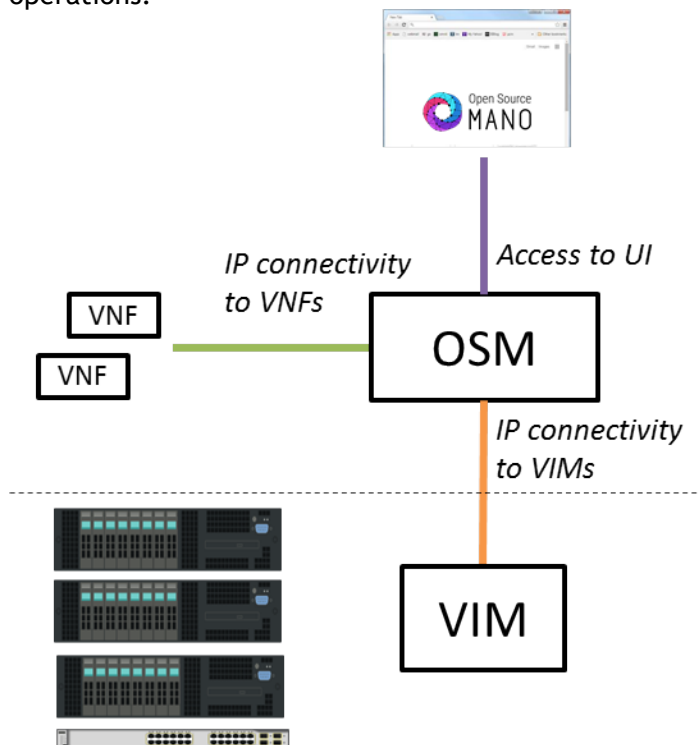 operations.
Open Source
MANO
IP connectivity
to VNFs
Access to UI
VNF
VNF
OSM
IP connectivity
to VIMs
VIM